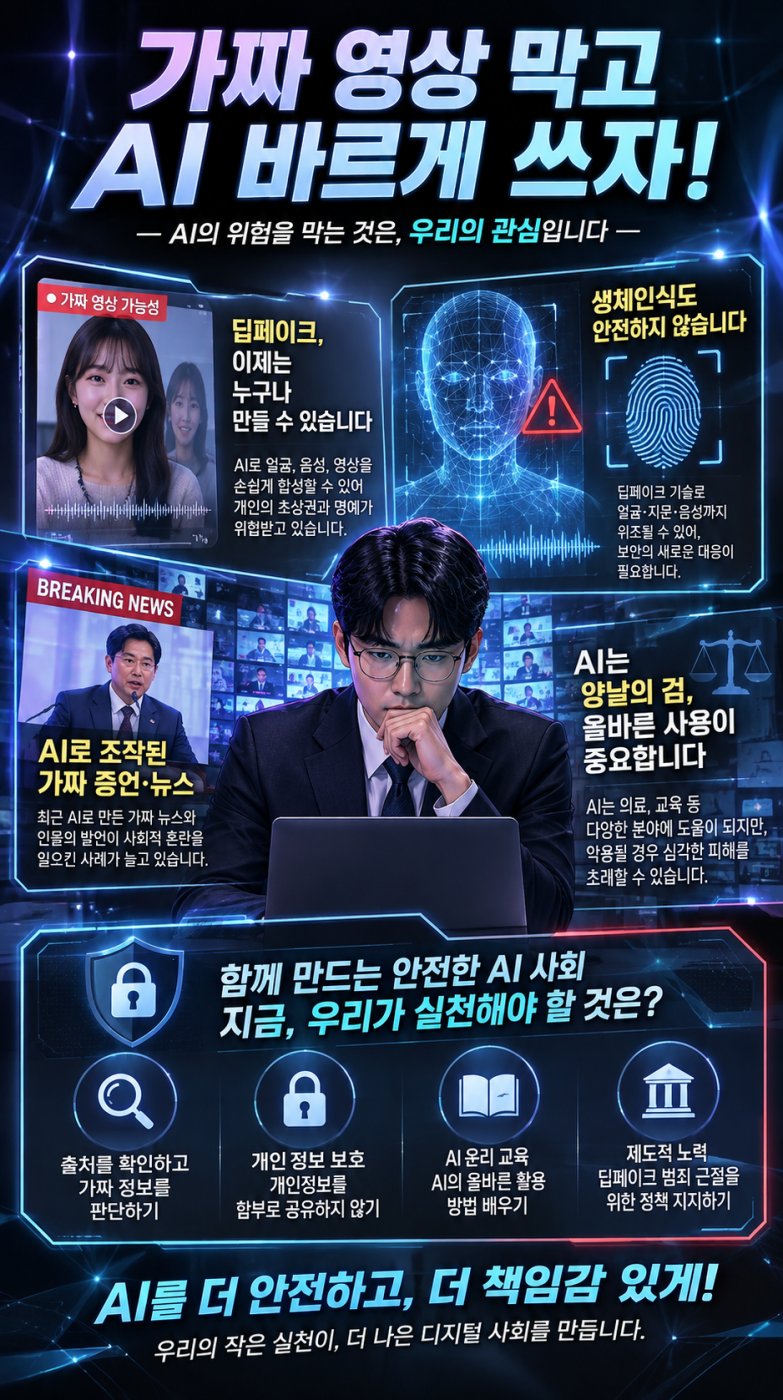 가짜 영상 막고
AI 바르게 쓰자!
— AI의 위험을 막는 것은, 우리의 관심입니다 —
가짜 영상 가능성
딥페이크,
이제는
누구나
만들 수 있습니다
AI로 얼굴, 음성, 영상을
손쉽게 합성할 수 있어
개인의 초상권과 명예가
위험받고 있습니다.
생체인식도
안전하지 않습니다
딥페이크 기술로
얼굴·지문·음성까지
위조될 수 있어,
보안의 새로운 대응이
필요합니다.
BREAKING NEWS
AI로 조작된
가짜 증언·뉴스
최근 AI로 만든 가짜 뉴스와
인물의 발언이 사회적 혼란을
일으킨 사례가 늘고 있습니다.
AI는
양날의 검,
올바른 사용이
중요합니다
AI는 의료, 교육 등
다양한 분야에 도움이 되지만,
악용될 경우 심각한 피해를
초래할 수 있습니다.
함께 만드는 안전한 AI 사회
지금, 우리가 실천해야 할 것은?
출처를 확인하고
가짜 정보를
판단하기
개인 정보 보호
개인정보를
함부로 공유하지 않기
AI 윤리 교육
AI의 올바른 활용
방법 배우기
제도적 노력
딥페이크 범죄 근절을
위한 정책 지지하기
AI를 더 안전하고, 더 책임감 있게!
우리의 작은 실천이, 더 나은 디지털 사회를 만듭니다.